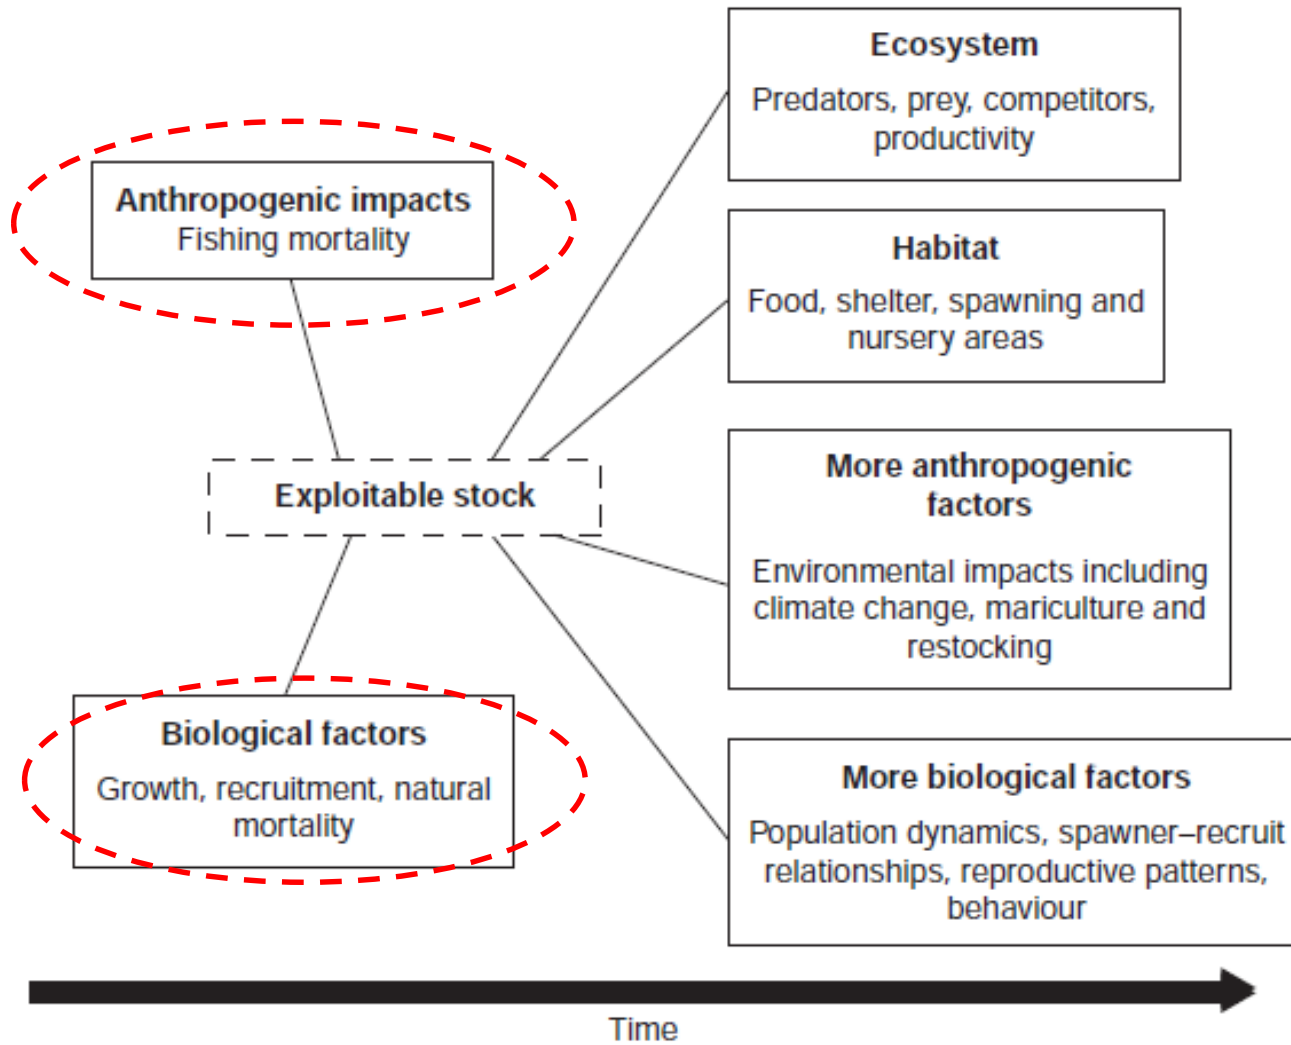 Anthropogenic impacts
Fishing mortality
Exploitable stock
Biological factors
Growth, recruitment, natural
mortality
Ecosystem
Predators, prey, competitors,
productivity
Habitat
Food, shelter, spawning and
nursery areas
More anthropogenic
factors
Environmental impacts including
climate change, mariculture and
restocking
More biological factors
Population dynamics, spawner–recruit
relationships, reproductive patterns,
behaviour
Time